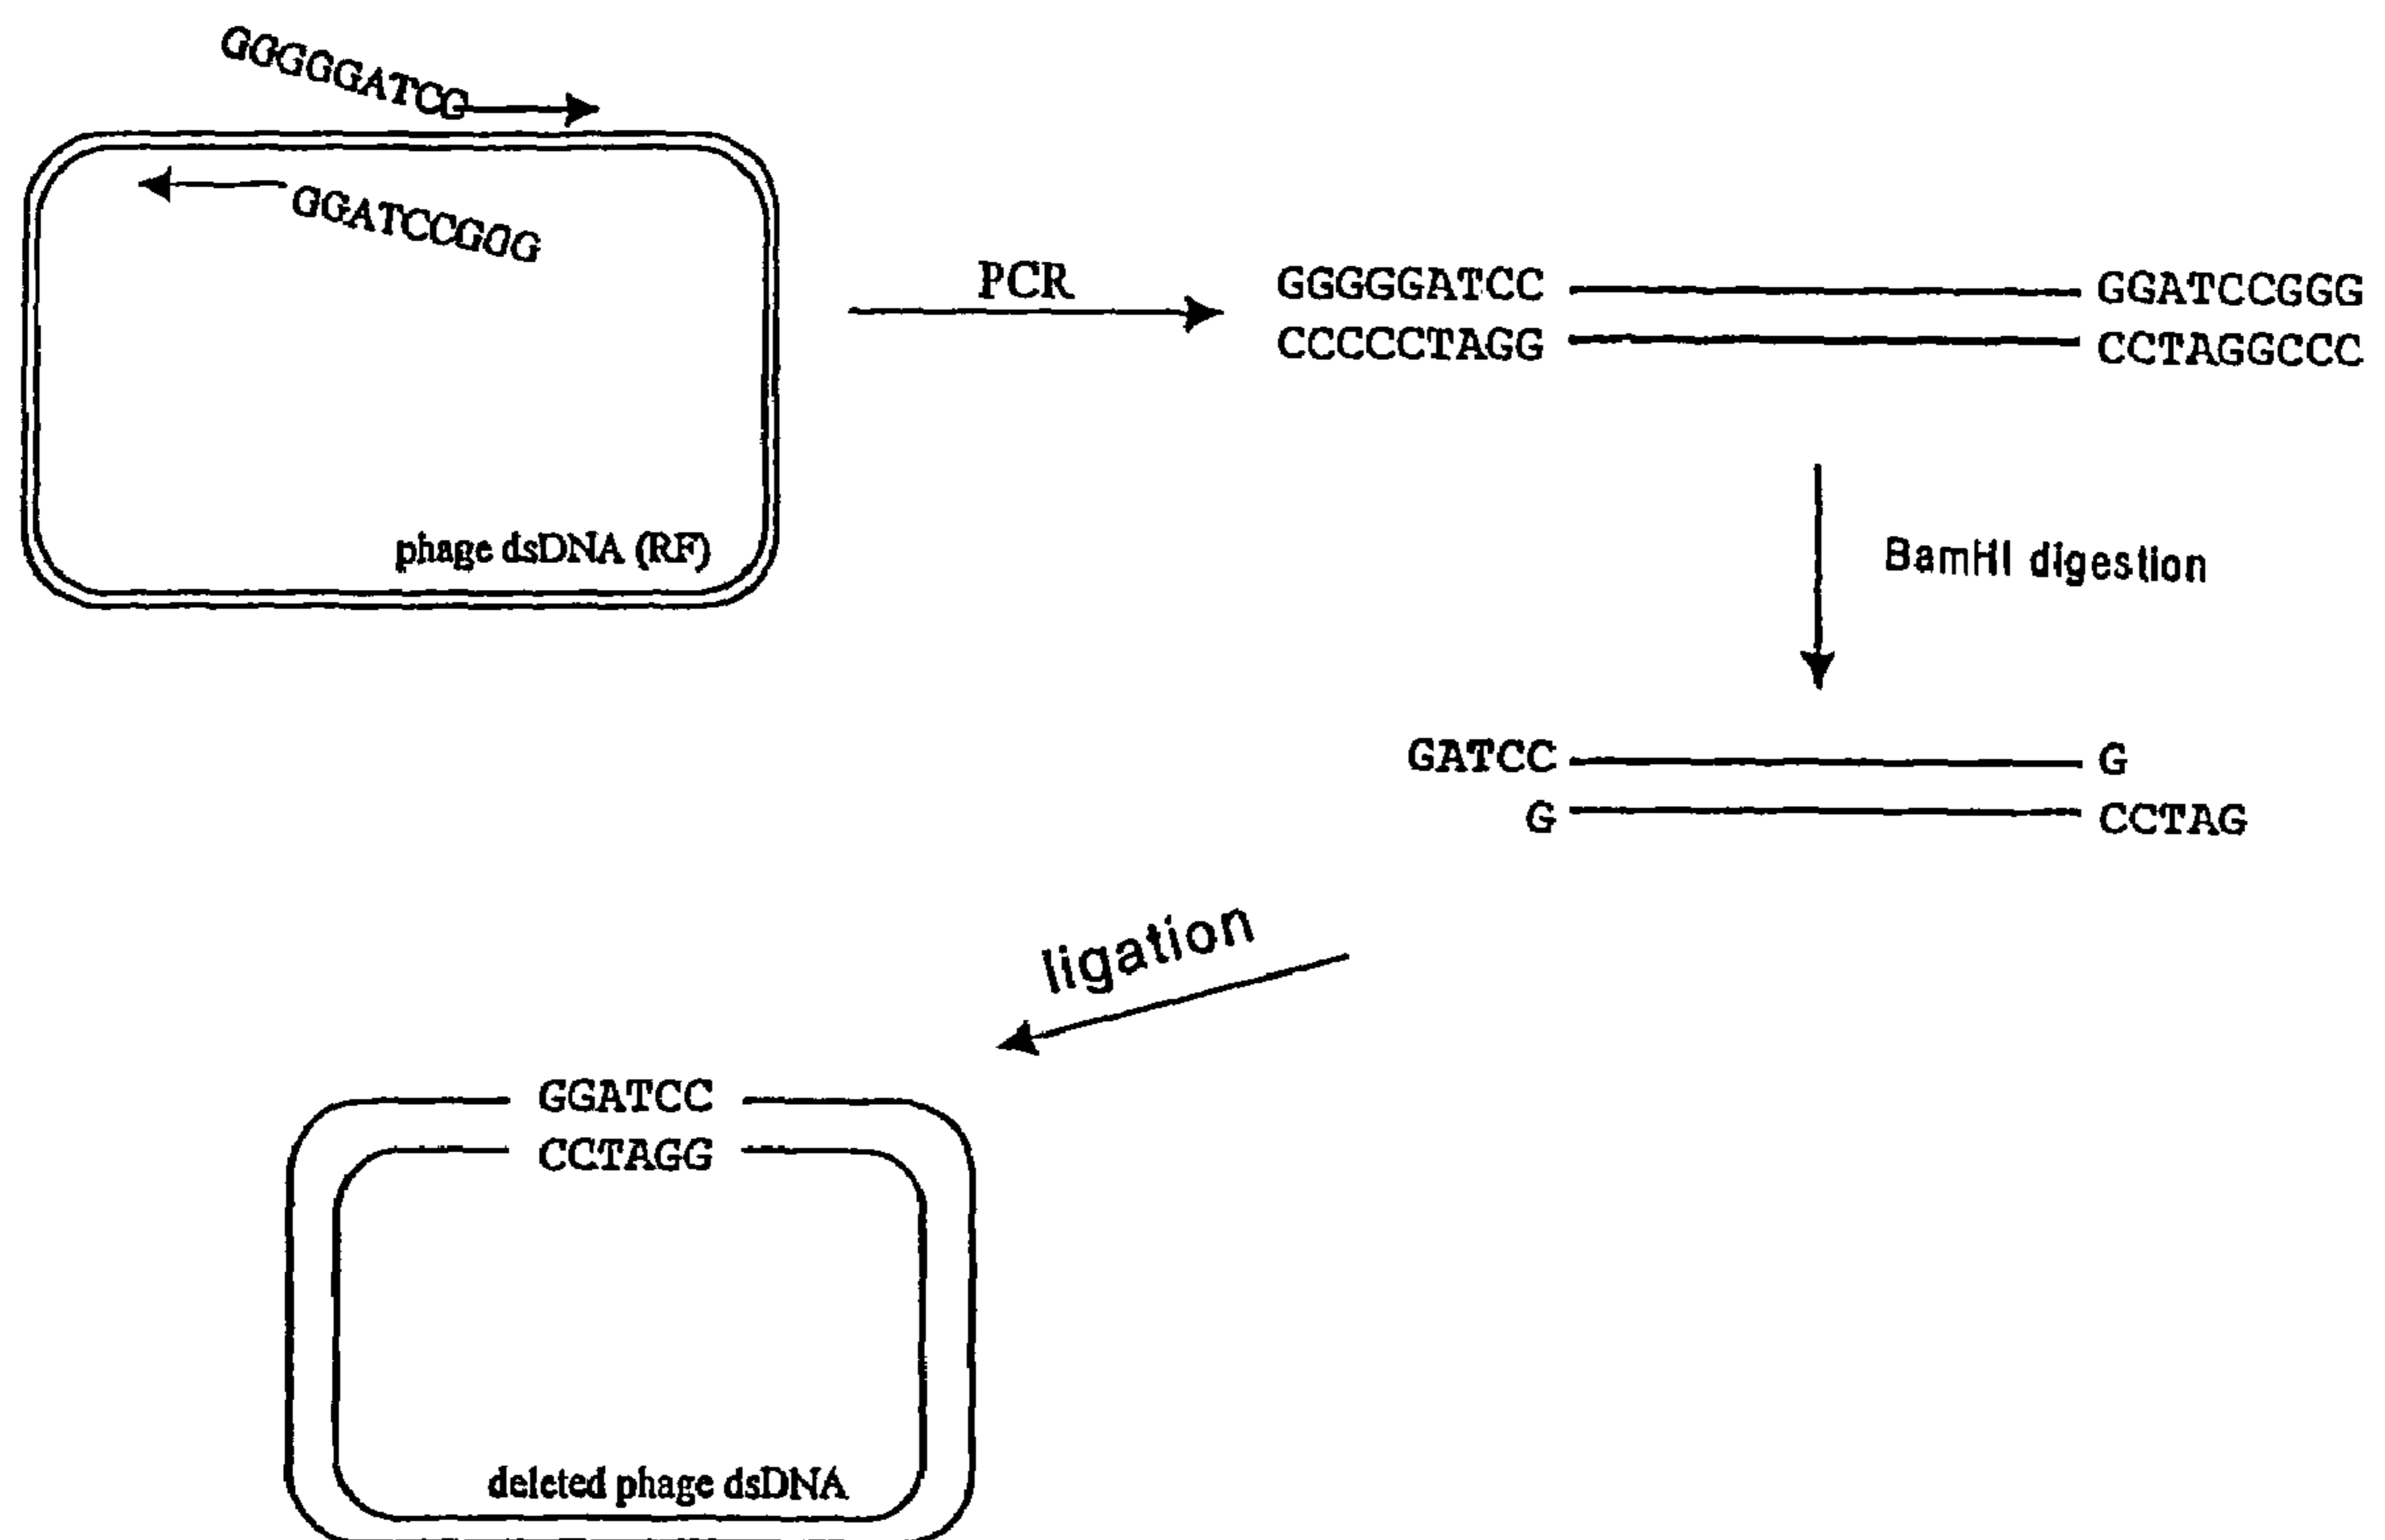 GGGGGATCG
GGATCCGGG
phage dsDNA (RF)
PCR
GGGGGATCC GGATCCGGG
CCCCCTAGG CCTAGGCCC
BamHI digestion
GATCC G
G CCTAG
ligation
GGATCC
CCTAGG
deleted phage dsDNA